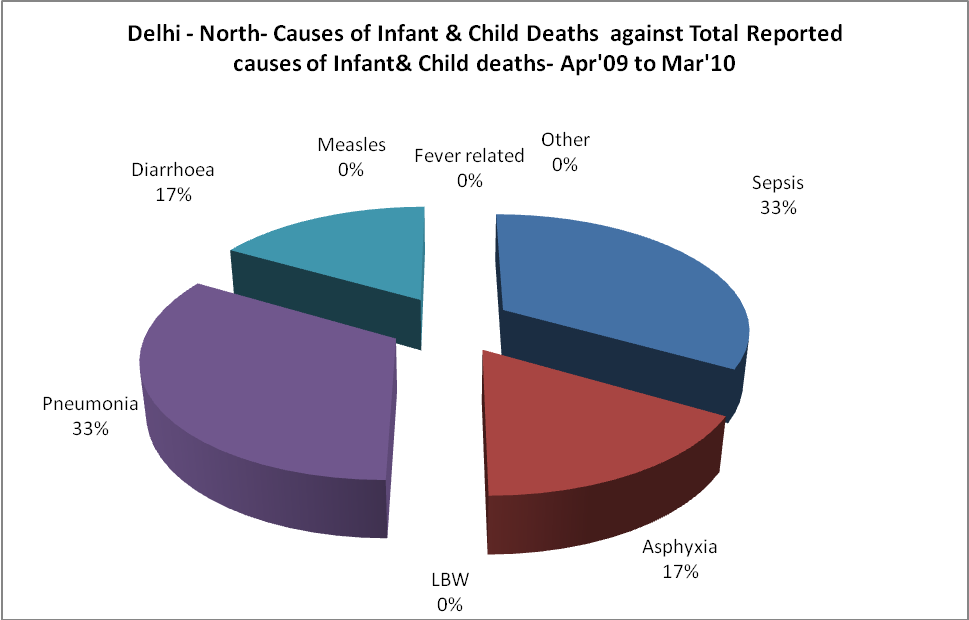 Delhi - North- Causes of Infant & Child Deaths against Total Reported
causes of Infant& Child deaths- Apr'09 to Mar'10
Other
0%
Measles
0%
Fever related
0%
Diarrhoea
17%
Sepsis
33%
Pneumonia
33%
Asphyxia
17%
LBW
0%